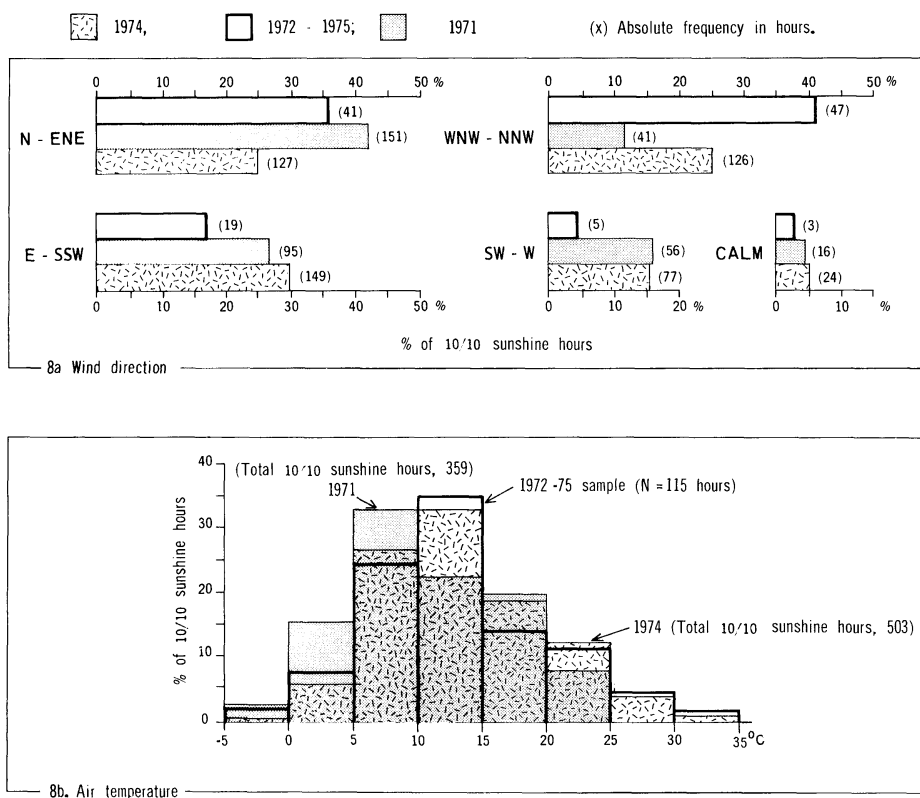 1974, 1972 - 1975; 1971 (x) Absolute frequency in hours.
0 10 20 30 40 50 %
0 10 20 30 40 50 %
N - ENE (41) (151) (127)
WNW - NNW (47) (41) (126)
E - SSW (19) (95) (149)
SW - W (5) (56) (77)
CALM (3) (16) (24)
0 10 20 30 40 50 %
0 10 20 %
0 10 %
% of 10/10 sunshine hours
8a Wind direction
% of 10/10 sunshine hours
40
30
20
10
0
(Total 10/10 sunshine hours, 359)
1971
1972 -75 sample (N = 115 hours)
1974 (Total 10/10 sunshine hours, 503)
-5 0 5 10 15 20 25 30 35°C
8b. Air temperature